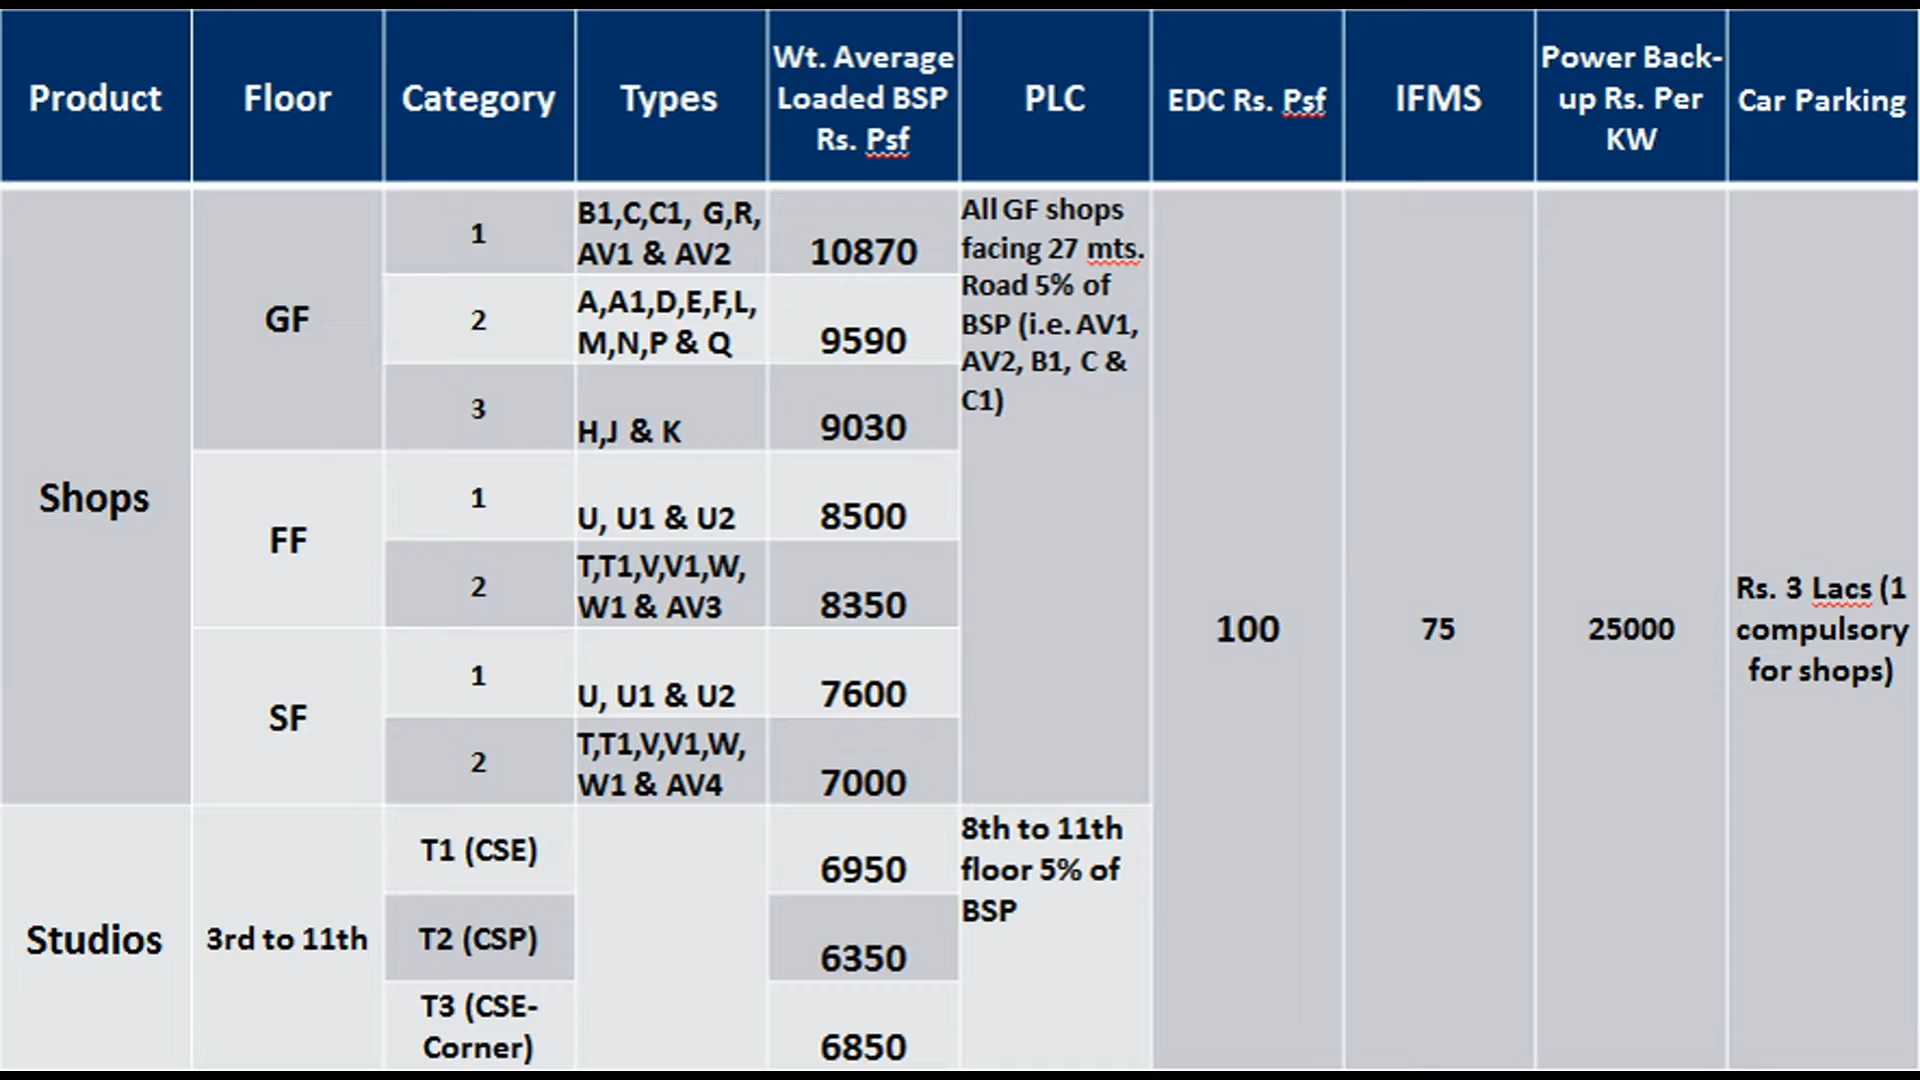 Product
Floor
Category
Types
Wt. Average
Loaded BSP
Rs. Psf
PLC
EDC Rs. Psf
IFMS
Power Back-
up Rs. Per
KW
Car Parking
Shops
GF
1
B1,C,C1, G,R,
AV1 & AV2
10870
All GF shops
facing 27 mts.
Road 5% of
BSP (i.e. AV1,
AV2, B1, C &
C1)
100
75
25000
Rs. 3 Lacs (1
compulsory
for shops)
2
A,A1,D,E,F,L,
M,N,P & Q
9590
3
H,J & K
9030
FF
1
U, U1 & U2
8500
2
T,T1,V,V1,W,
W1 & AV3
8350
SF
1
U, U1 & U2
7600
2
T,T1,V,V1,W,
W1 & AV4
7000
Studios
3rd to 11th
T1 (CSE)
6950
8th to 11th
floor 5% of
BSP
T2 (CSP)
6350
T3 (CSE-
Corner)
6850